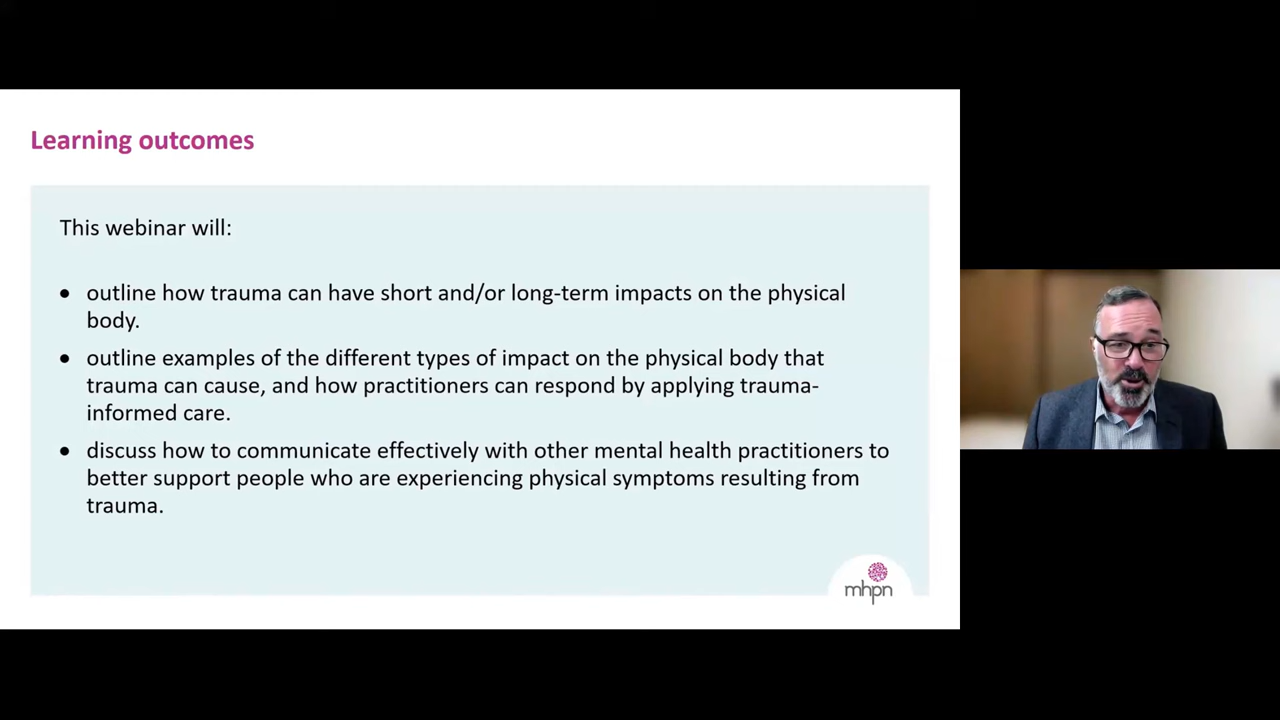 Learning outcomes
This webinar will:
• outline how trauma can have short and/or long-term impacts on the physical
body.
• outline examples of the different types of impact on the physical body that
trauma can cause, and how practitioners can respond by applying trauma-
informed care.
• discuss how to communicate effectively with other mental health practitioners to
better support people who are experiencing physical symptoms resulting from
trauma.
mhpn